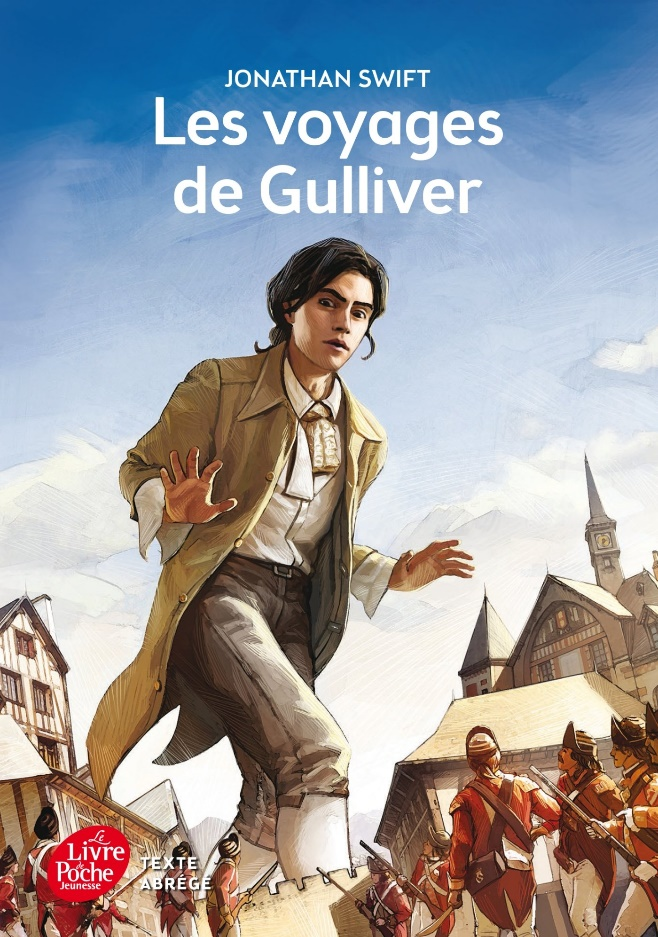 JONATHAN SWIFT
Les voyages
de Gulliver
Le
Livre
de
Poche
Jeunesse
TEXTE
ABRÉGÉ